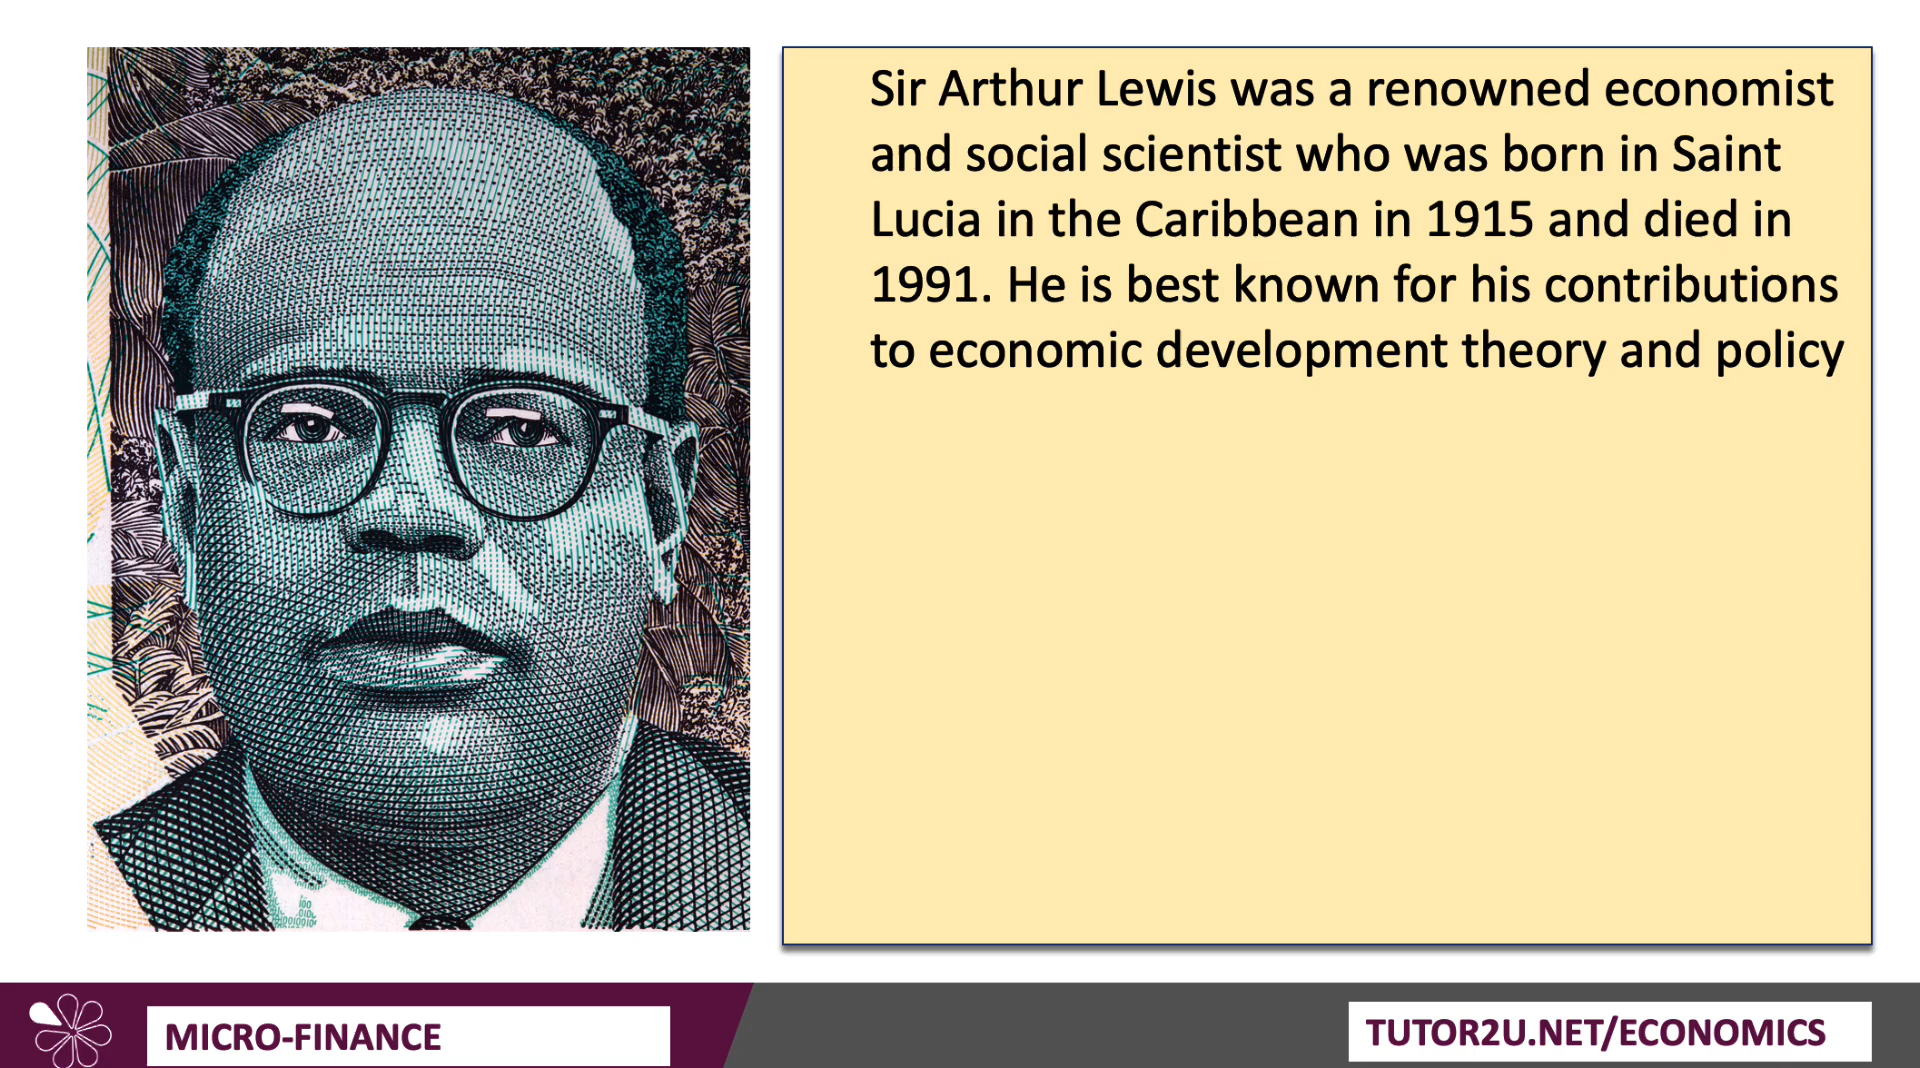 Sir Arthur Lewis was a renowned economist
and social scientist who was born in Saint
Lucia in the Caribbean in 1915 and died in
1991. He is best known for his contributions
to economic development theory and policy
MICRO-FINANCE
TUTOR2U.NET/ECONOMICS